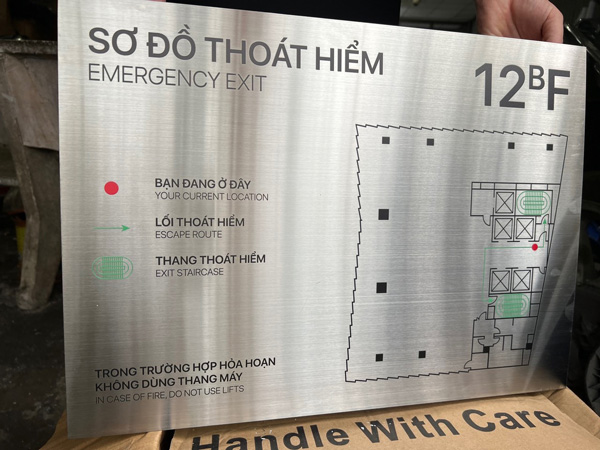 SƠ ĐỒ THOÁT HIỂM
EMERGENCY EXIT
12BF
BẠN ĐANG Ở ĐÂY
YOUR CURRENT LOCATION
LỐI THOÁT HIỂM
ESCAPE ROUTE
THANG THOÁT HIỂM
EXIT STAIRCASE
TRONG TRƯỜNG HỢP HỎA HOẠN
KHÔNG DÙNG THANG MÁY
IN CASE OF FIRE, DO NOT USE LIFTS
Handle With Care